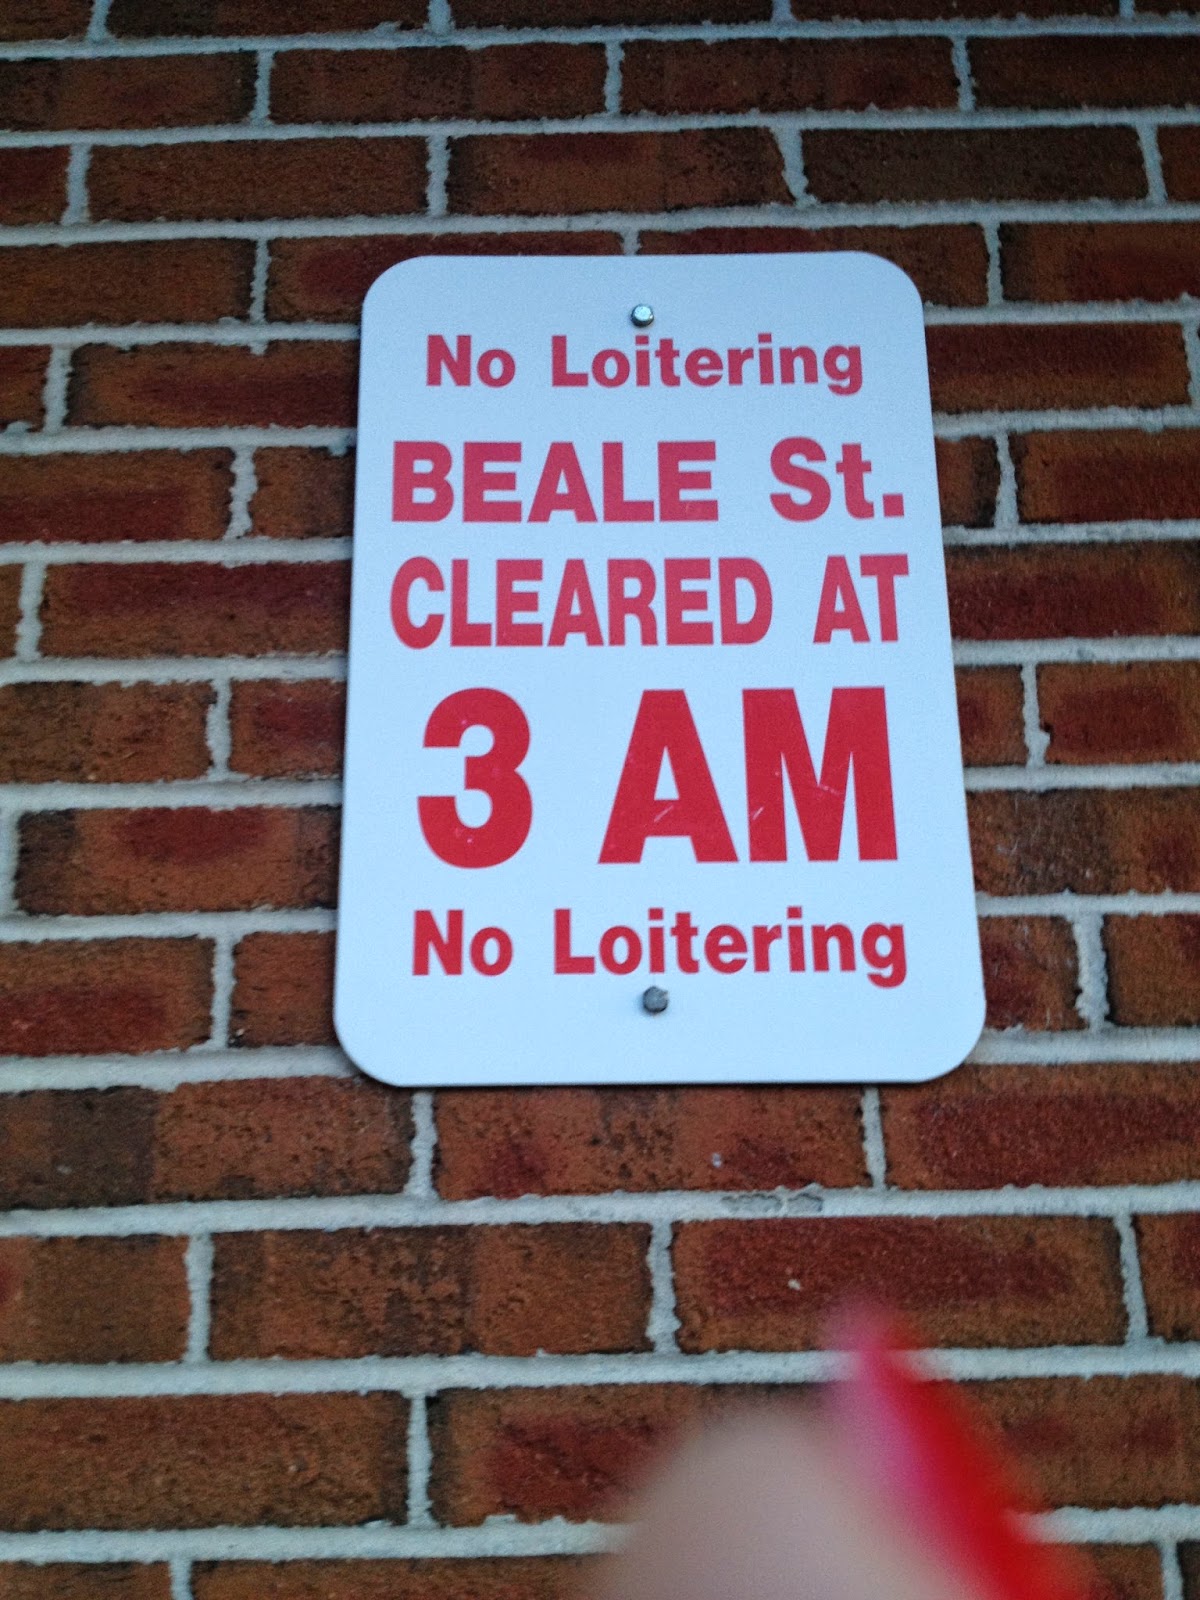 No Loitering
BEALE St.
CLEARED AT
3 AM
No Loitering